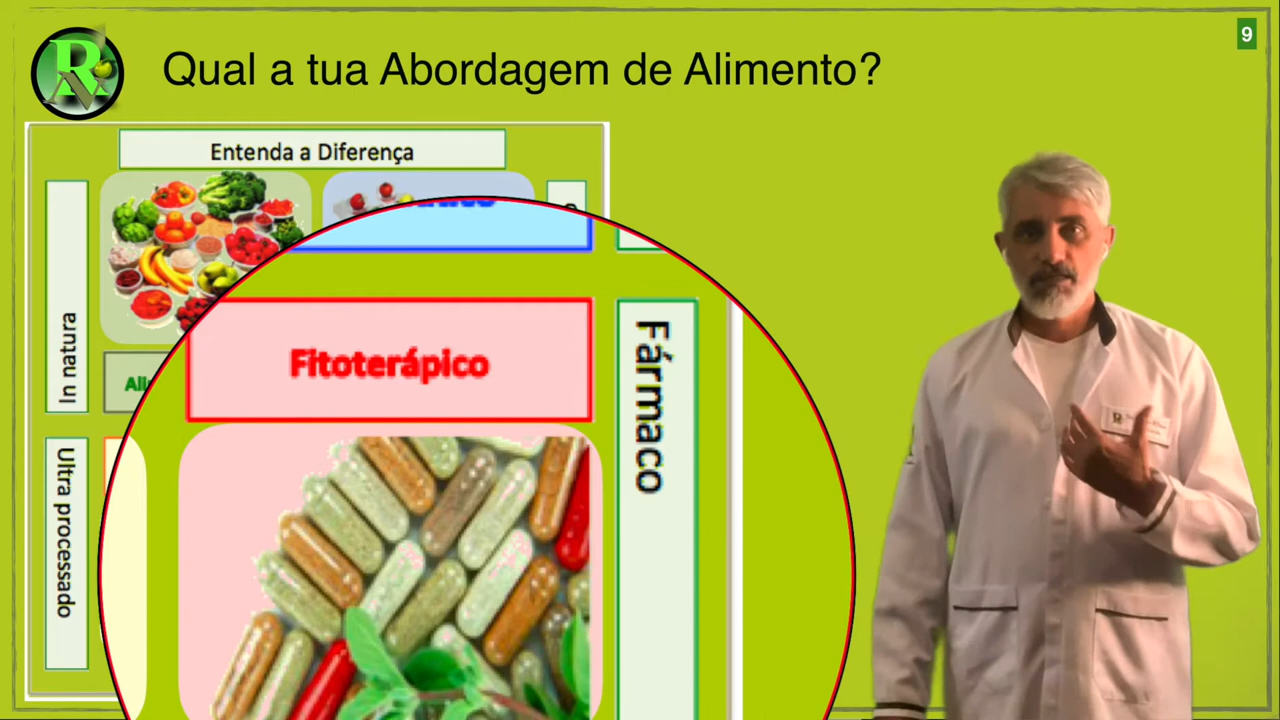 Qual a tua Abordagem de Alimento?
9
Entenda a Diferença
In natura
Fitoterápico
Fármaco
Ultra processado